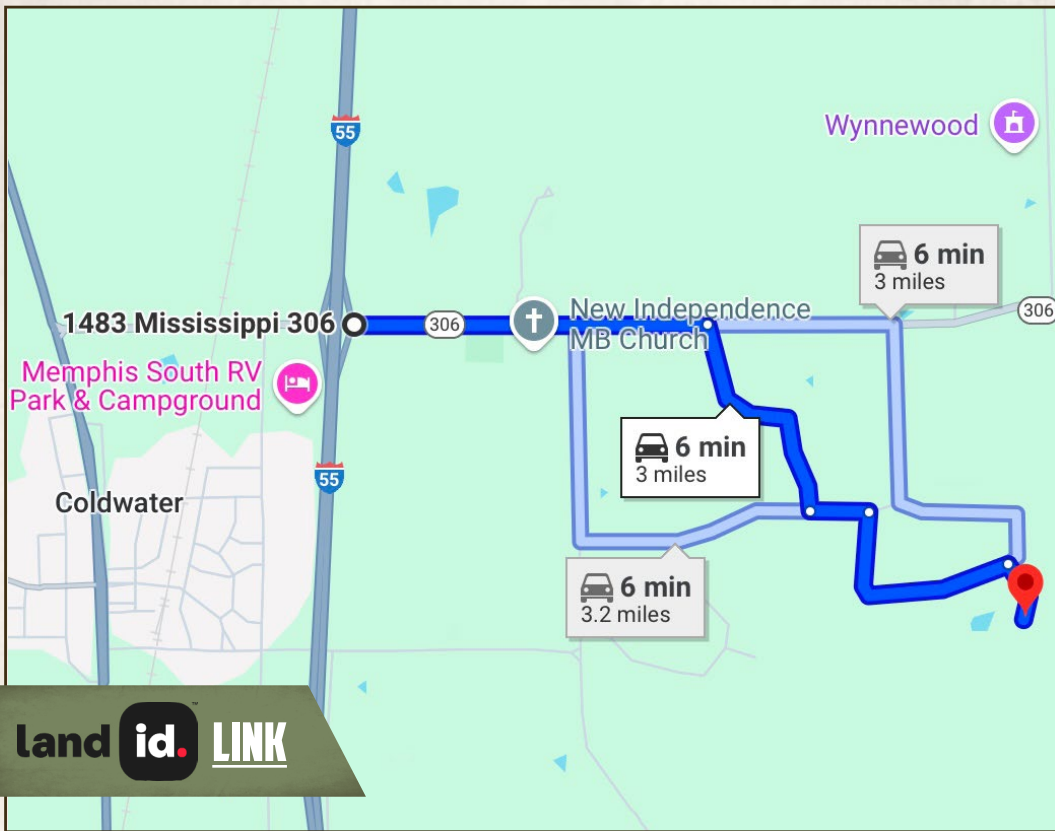 55
Wynnewood
6 min
3 miles
306
1483 Mississippi 306
306
New Independence
MB Church
Memphis South RV
Park & Campground
6 min
3 miles
55
Coldwater
6 min
3.2 miles
land id.™ LINK